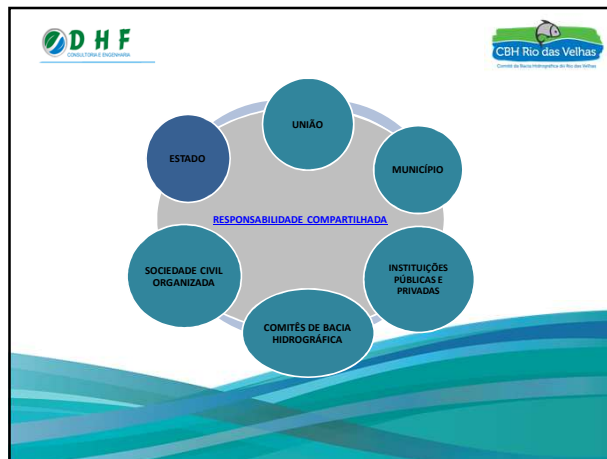 DHF
CONSULTORIA E ENGENHARIA
CBH Rio das Velhas
Comitê da Bacia Hidrográfica do Rio das Velhas
UNIÃO
ESTADO
MUNICÍPIO
RESPONSABILIDADE COMPARTILHADA
SOCIEDADE CIVIL
ORGANIZADA
INSTITUIÇÕES
PÚBLICAS E
PRIVADAS
COMITÊS DE BACIA
HIDROGRÁFICA